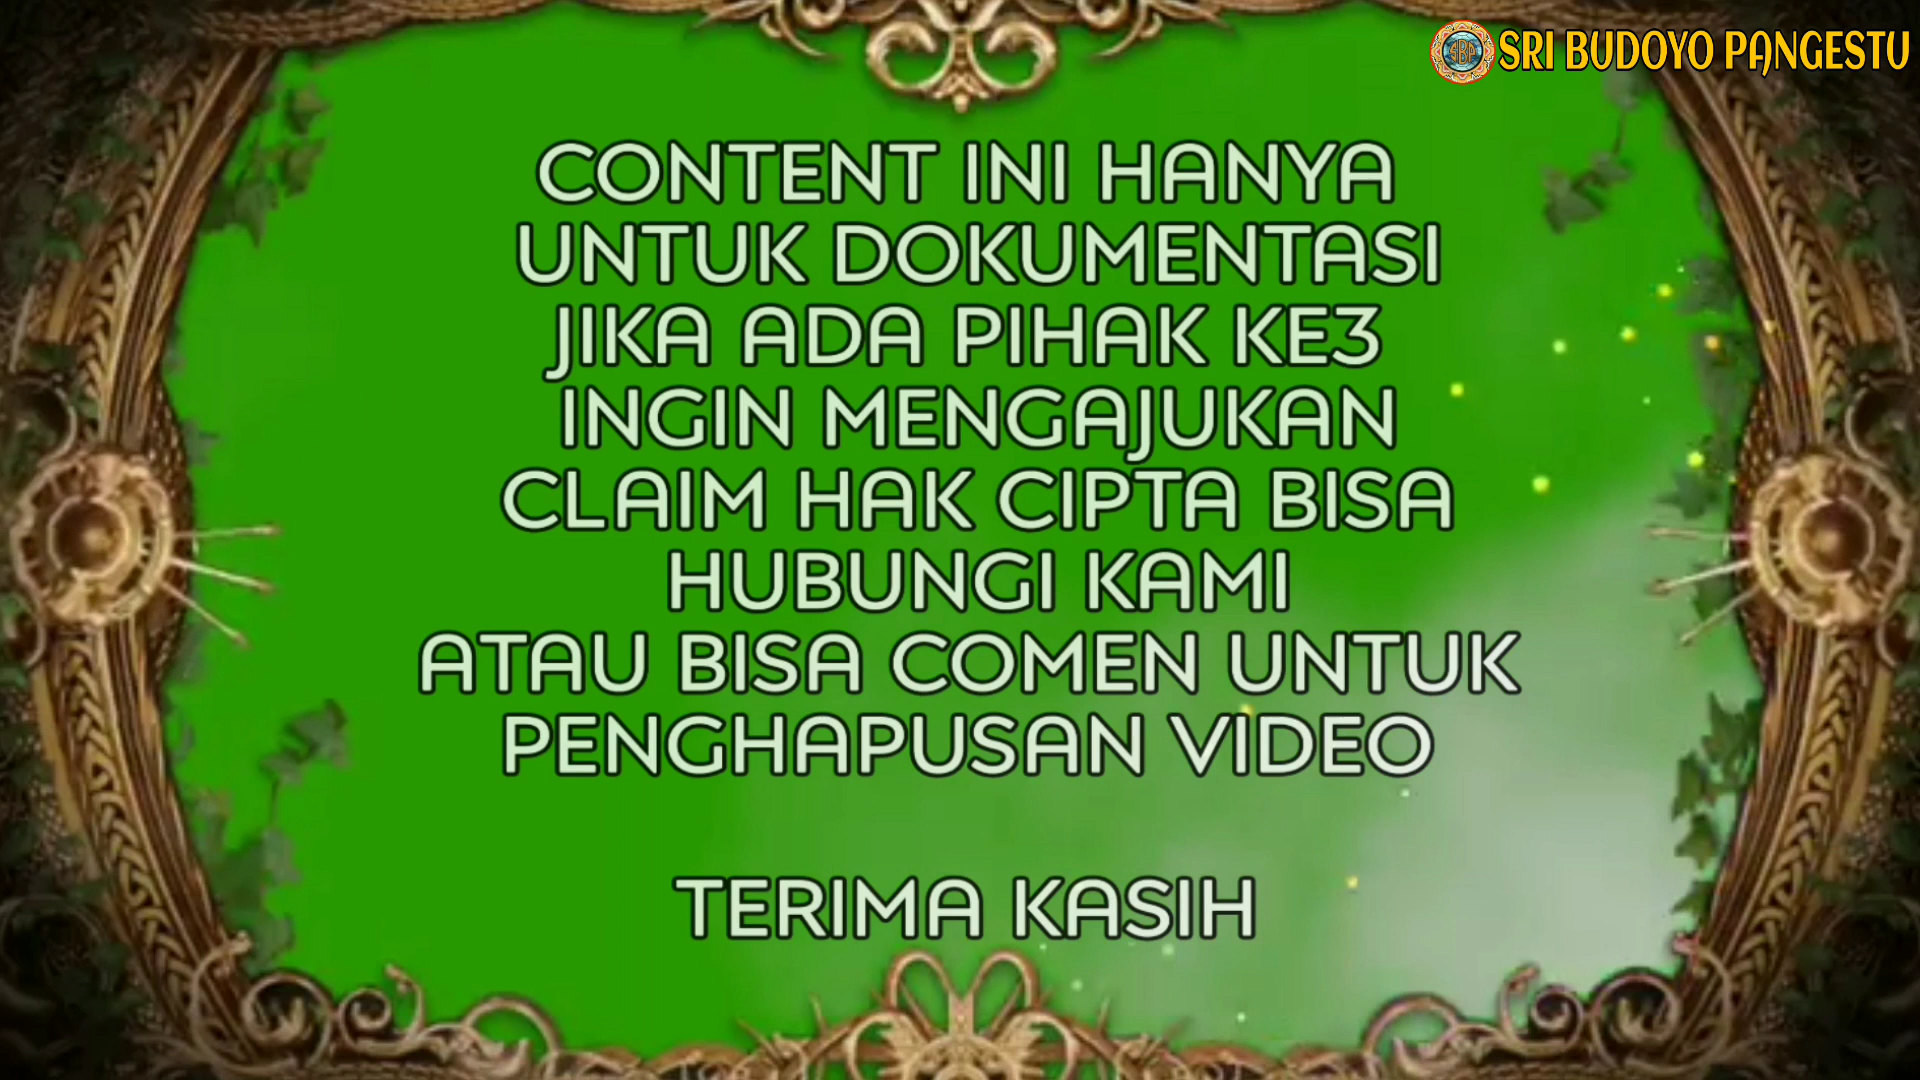 SRI BUDOYO PANGESTU
CONTENT INI HANYA
UNTUK DOKUMENTASI
JIKA ADA PIHAK KE3
INGIN MENGAJUKAN
CLAIM HAK CIPTA BISA
HUBUNGI KAMI
ATAU BISA COMEN UNTUK
PENGHAPUSAN VIDEO
TERIMA KASIH